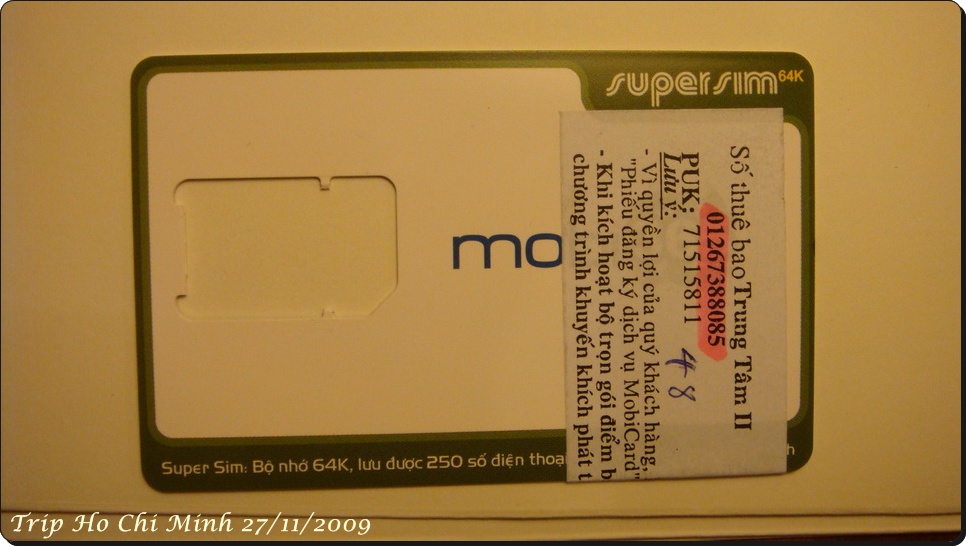 supersim 64K
mo
Số thuê bao Trung Tâm II
01267388085
PUK: 71515811 48
Lưu ý:
- Vì quyền lợi của quý khách hàng,
"Phiếu đăng ký dịch vụ MobiCard"
- Khi kích hoạt bộ trọn gói điểm b
chương trình khuyến khích phát t
Super Sim: Bộ nhớ 64K, lưu được 250 số điện thoại
Trip Ho Chi Minh 27/11/2009